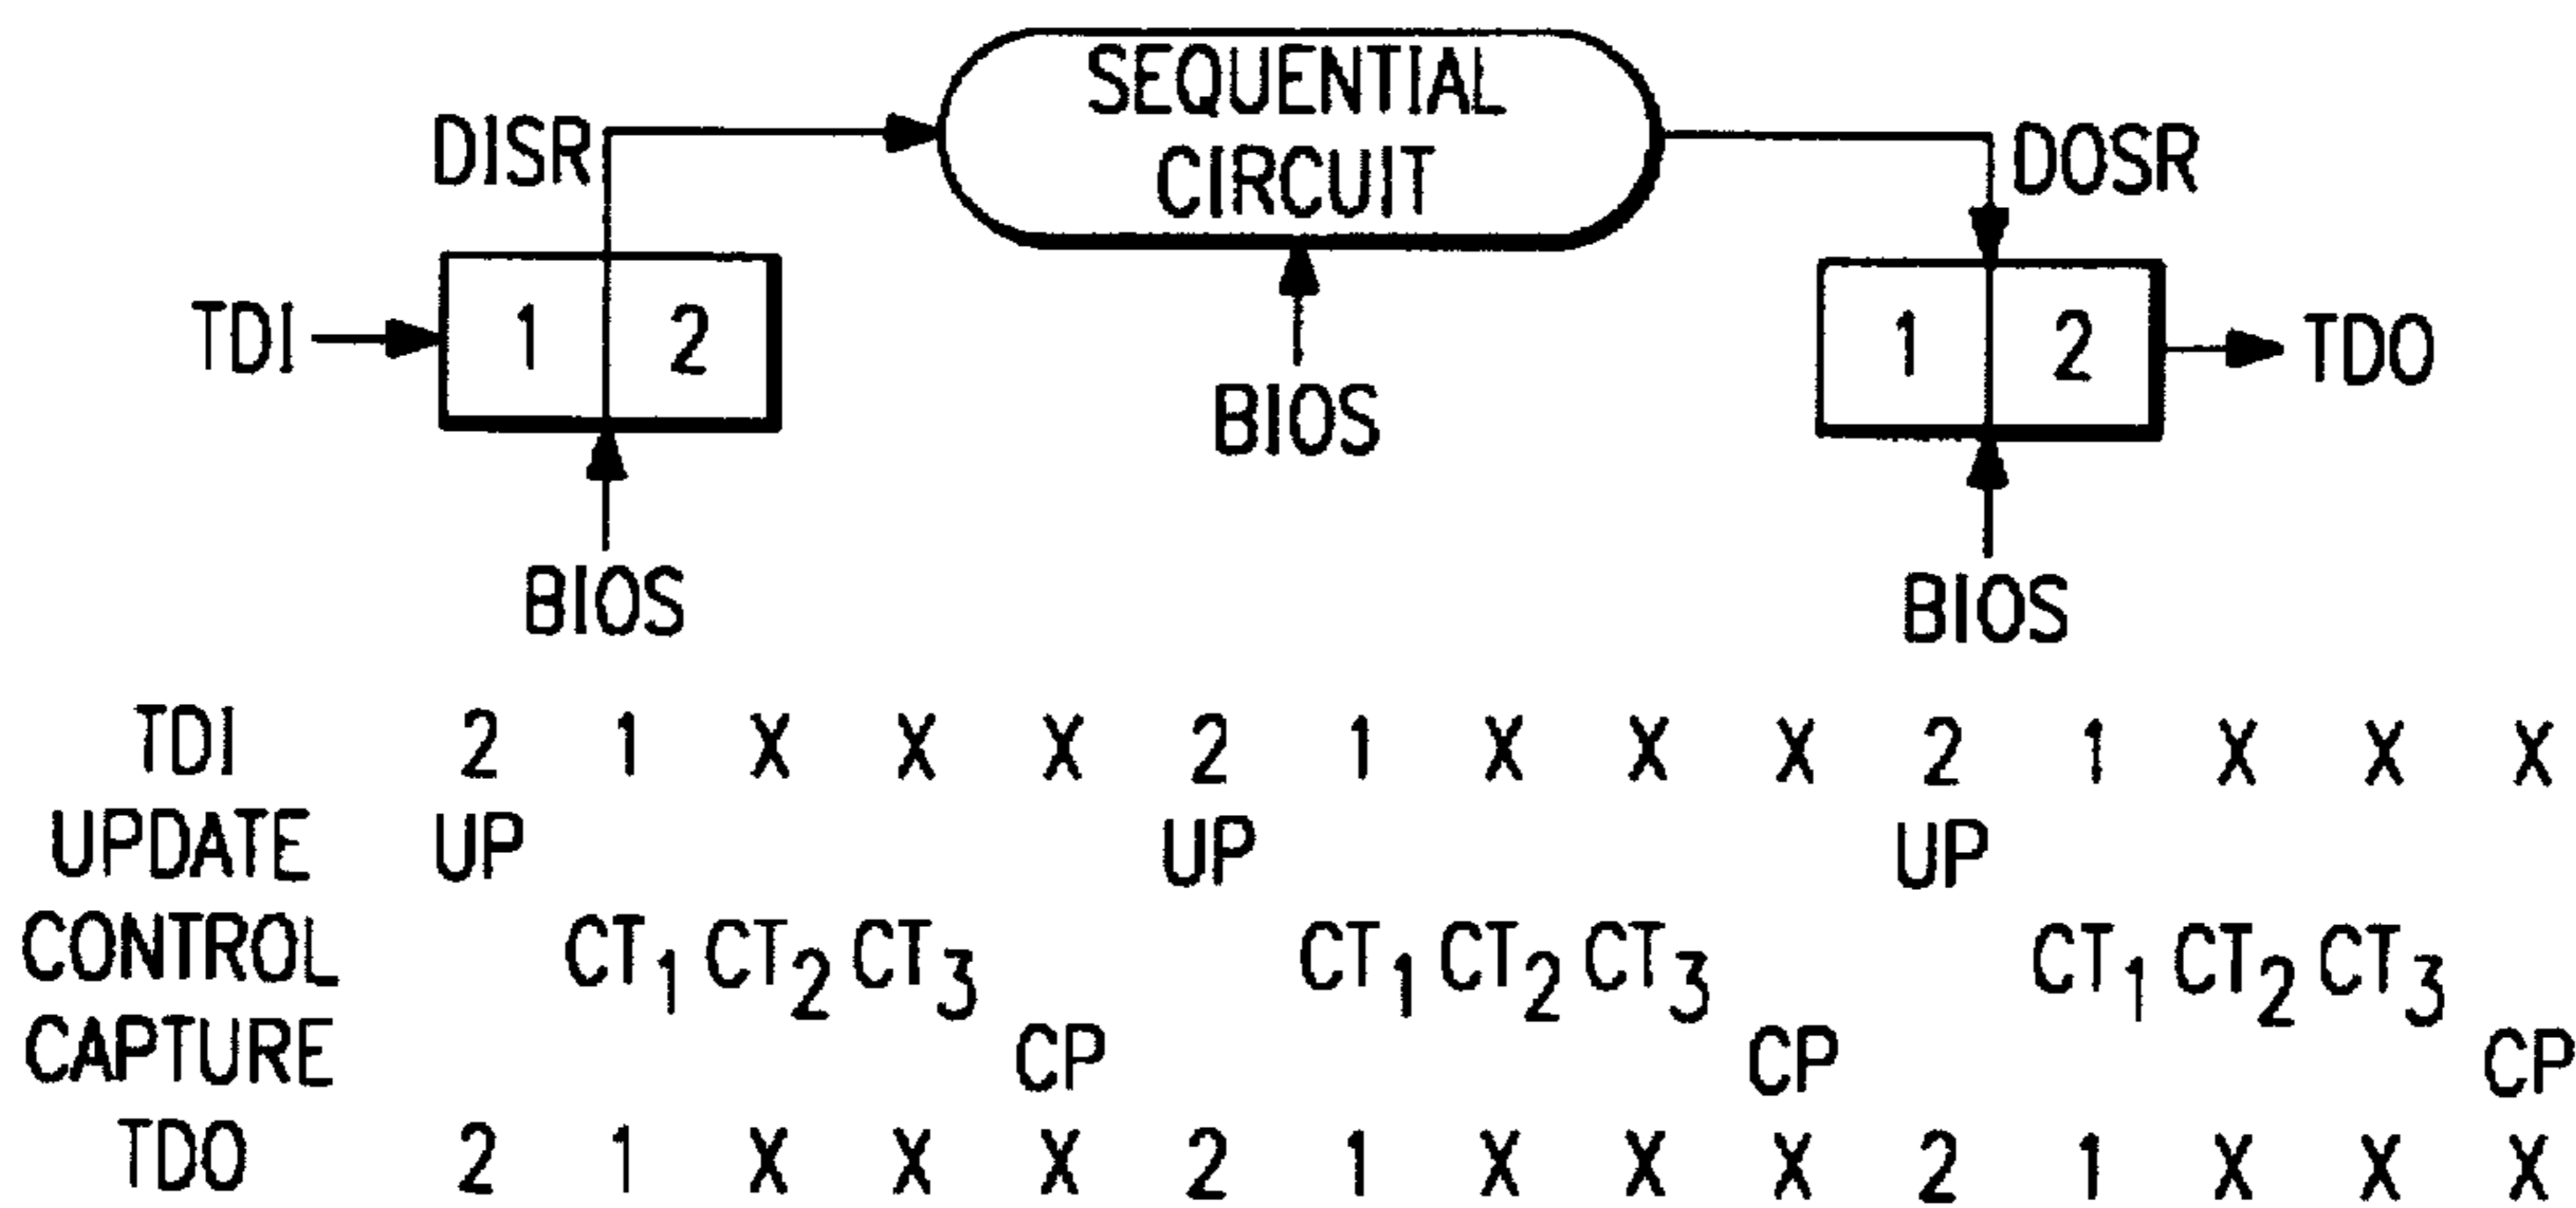 SEQUENTIAL
CIRCUIT
DISR
DOSR
TDI
1 2
1 2
TDO
BIOS
BIOS
BIOS
TDI 2 1 X X X 2 1 X X X 2 1 X X X
UPDATE UP UP UP
CONTROL CT1 CT2 CT3 CT1 CT2 CT3 CT1 CT2 CT3
CAPTURE CP CP CP
TDO 2 1 X X X 2 1 X X X 2 1 X X X